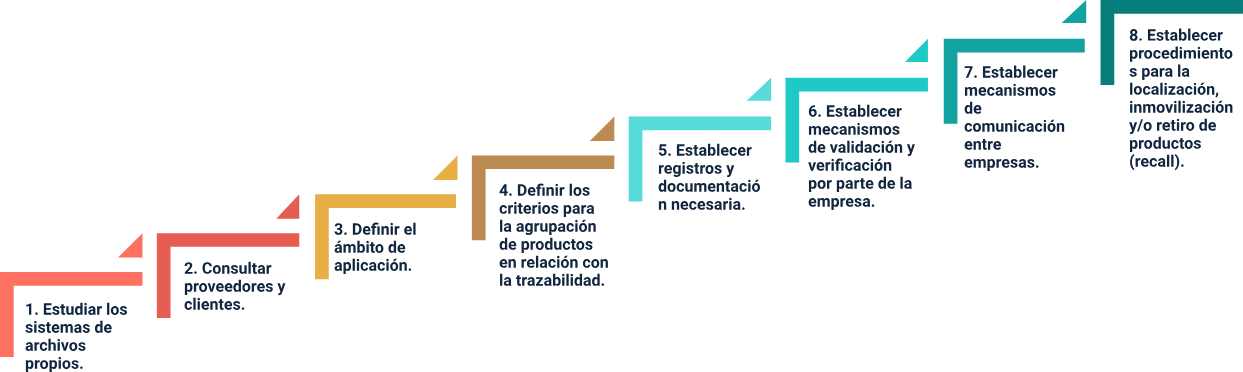 1. Estudiar los
sistemas de
archivos
propios.
2. Consultar
proveedores y
clientes.
3. Definir el
ámbito de
aplicación.
4. Definir los
criterios para
la agrupación
de productos
en relación con
la trazabilidad.
5. Establecer
registros y
documentació
n necesaria.
6. Establecer
mecanismos
de validación y
verificación
por parte de la
empresa.
7. Establecer
mecanismos
de
comunicación
entre
empresas.
8. Establecer
procedimiento
s para la
localización,
inmovilización
y/o retiro de
productos
(recall).